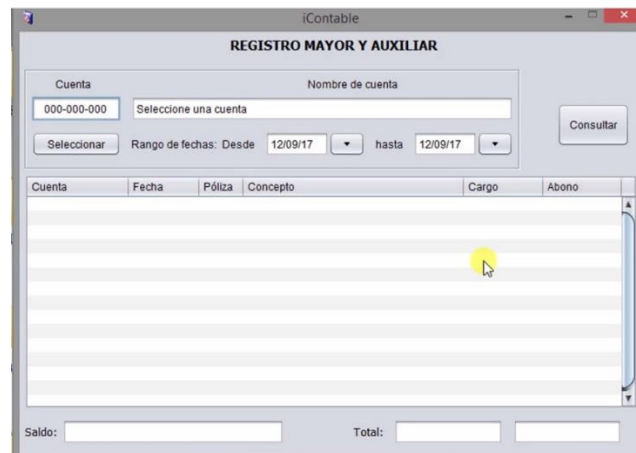 iContable
REGISTRO MAYOR Y AUXILIAR
Cuenta Nombre de cuenta
000-000-000 Seleccione una cuenta
Consultar
Seleccionar Rango de fechas: Desde 12/09/17 hasta 12/09/17
Cuenta Fecha Póliza Concepto Cargo Abono
Saldo: Total: